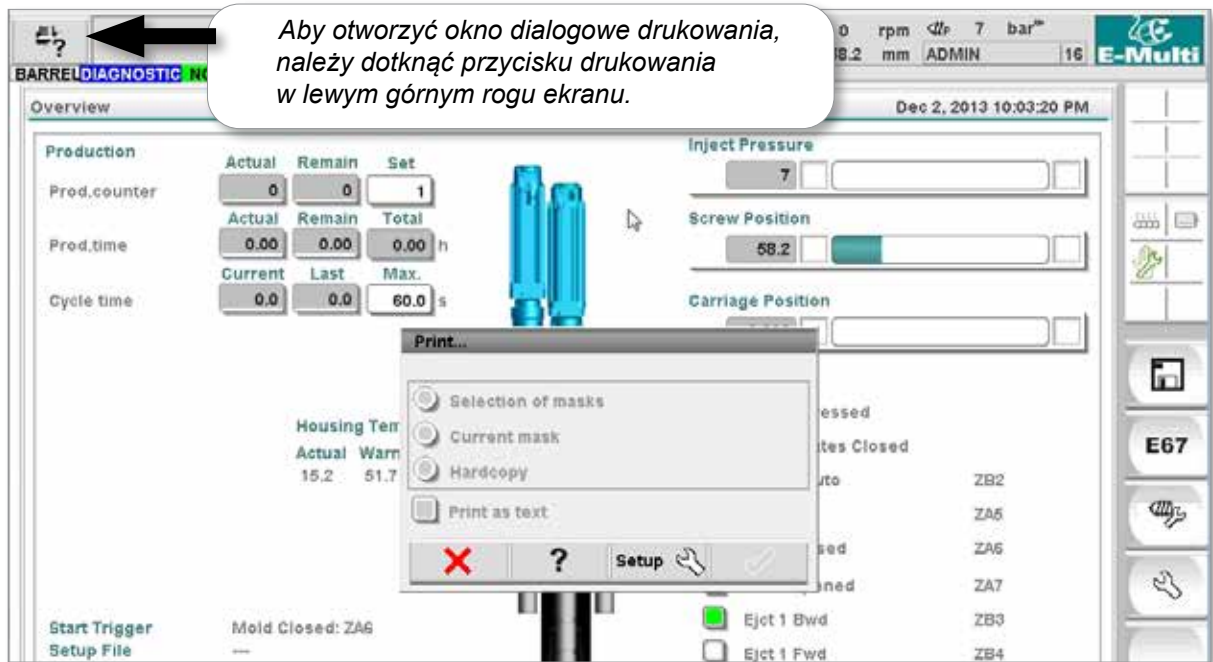 ?
Aby otworzyć okno dialogowe drukowania,
należy dotknąć przycisku drukowania
w lewym górnym rogu ekranu.
0 rpm 7 bar
mm ADMIN 16
E-Multi
BARREL DIAGNOSTIC
Overview Dec 2, 2013 10:03:20 PM
Production
Actual Remain Set
Prod.counter 0 0 1
Actual Remain Total
Prod.time 0.00 0.00 0.00 h
Current Last Max.
Cycle time 0.0 0.0 60.0 s
Inject Pressure
7
Screw Position
58.2
Carriage Position
Print...
Selection of masks
Current mask
Hardcopy
Print as text
? Setup
Housing
Actual
15.2 51.7
Closed
ZB2
ZA5
ZA6
ZA7
Ejct 1 Bwd ZB3
Ejct 1 Fwd ZB4
Start Trigger Mold Closed: ZA6
Setup File ---
E67